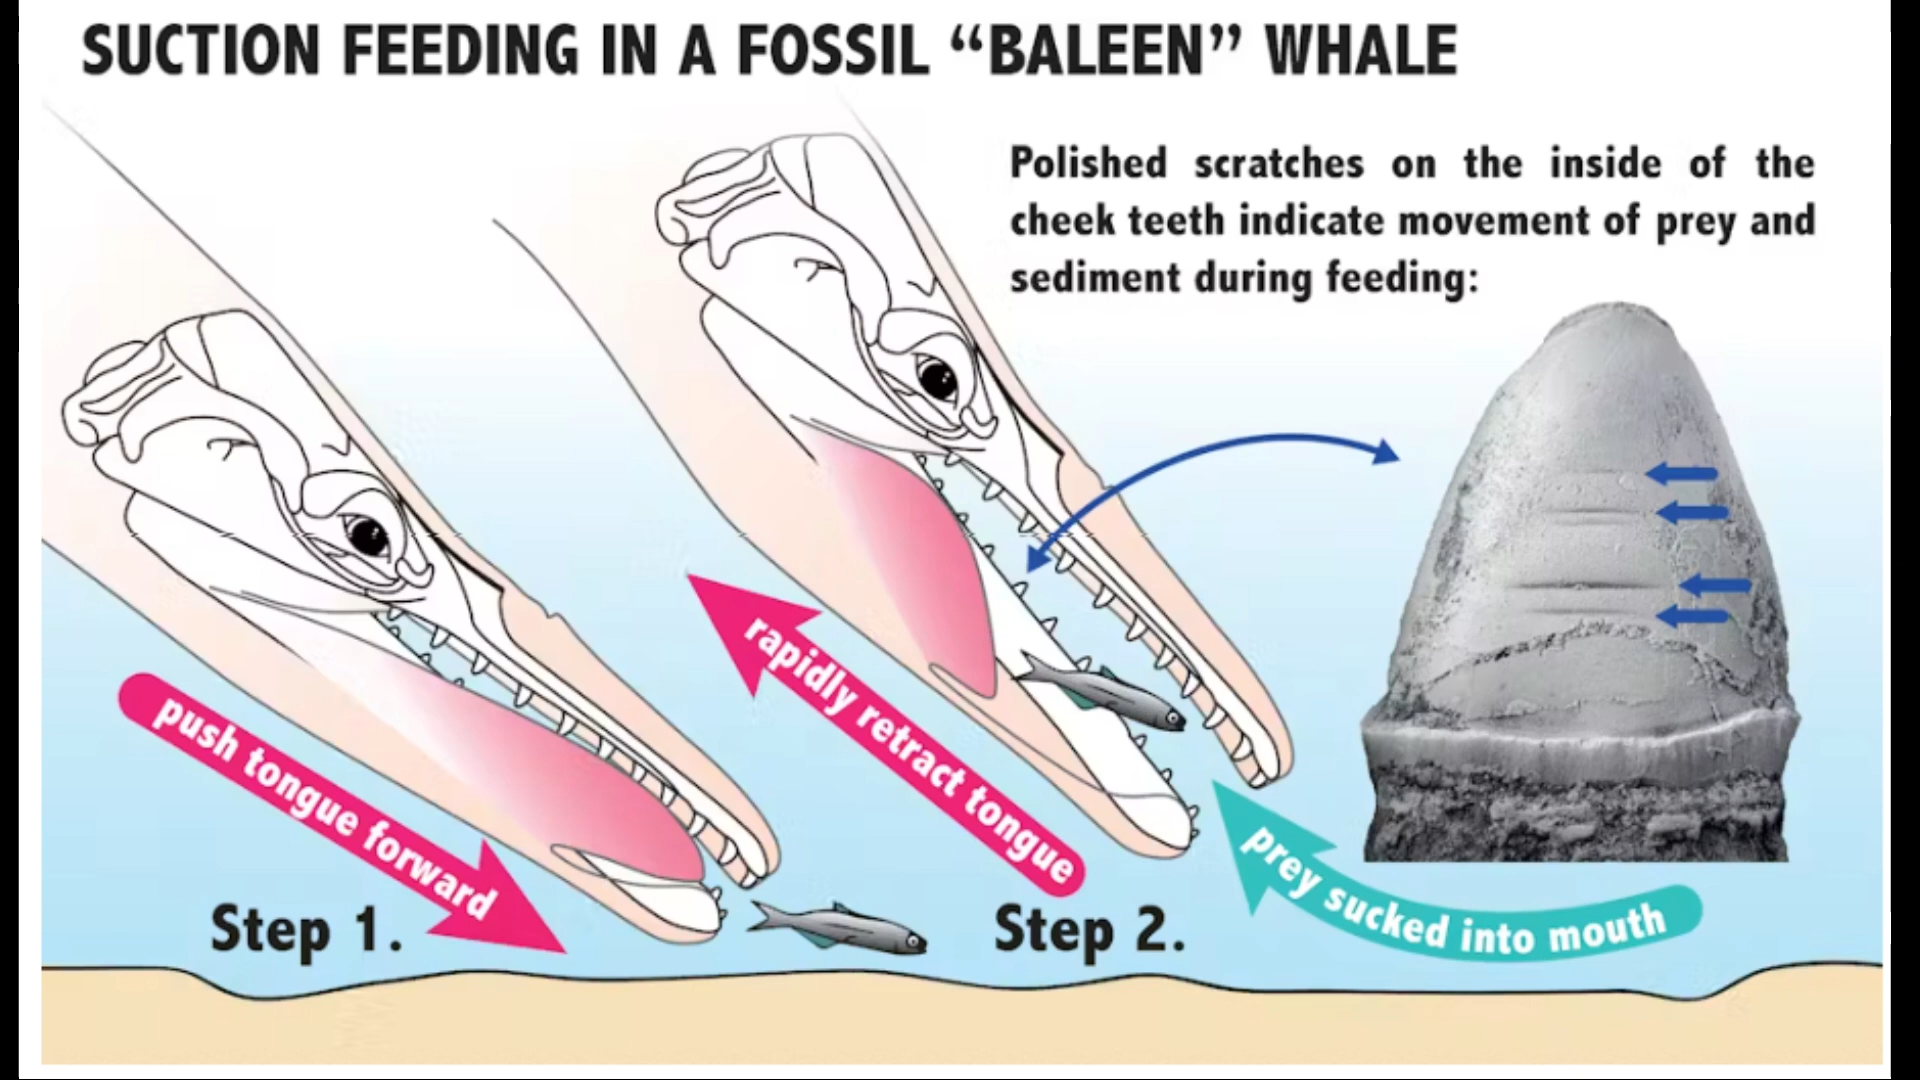 SUCTION FEEDING IN A FOSSIL “BALEEN” WHALE
Polished scratches on the inside of the
cheek teeth indicate movement of prey and
sediment during feeding:
push tongue forward
Step 1.
rapidly retract tongue
Step 2.
prey sucked into mouth